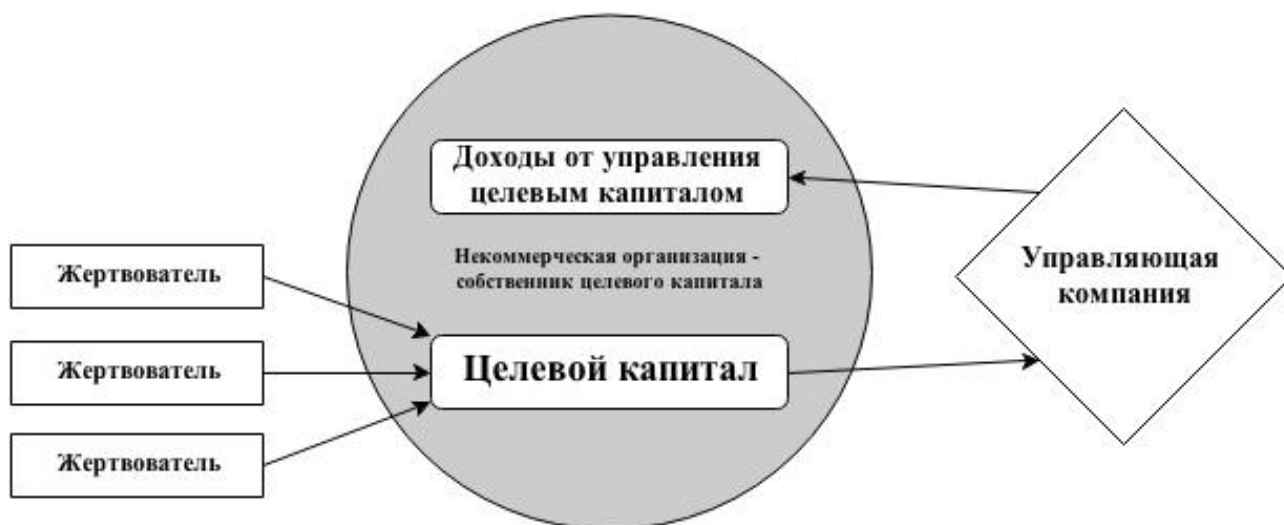 Доходы от управления
целевым капиталом
Некоммерческая организация -
собственник целевого капитала
Жертвователь
Жертвователь
Жертвователь
Целевой капитал
Управляющая
компания